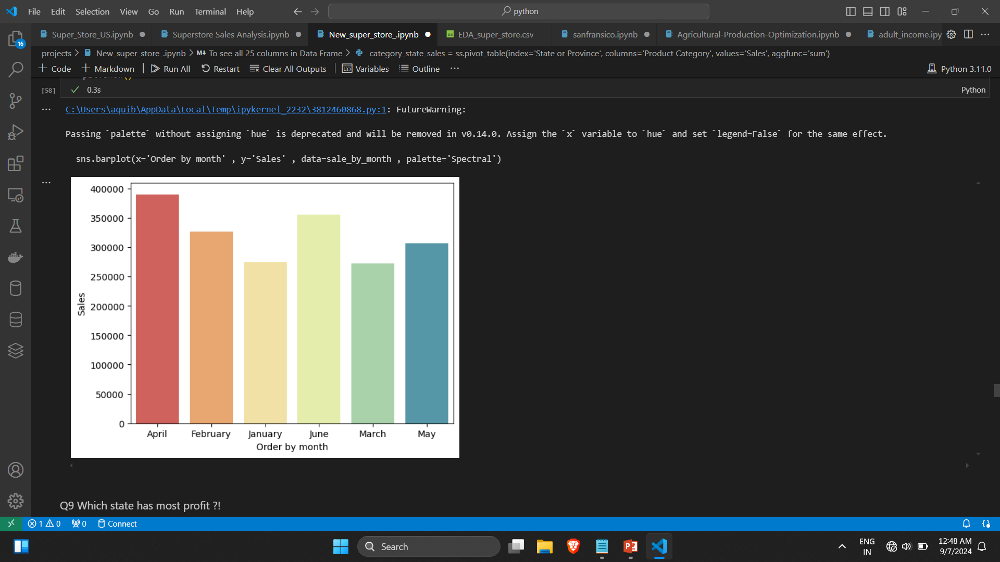 File Edit Selection View Go Run Terminal Help
python
Super_Store_US.ipynb Superstore Sales Analysis.ipynb New_super_store_.ipynb EDA_super_store.csv sanfransico.ipynb Agricultural-Production-Optimization.ipynb adult_income.ipy
16
projects > New_super_store_.ipynb > M↓ To see all 25 columns in Data Frame > category_state_sales = ss.pivot_table(index='State or Province', columns='Product Category', values='Sales', aggfunc='sum')
+ Code + Markdown | Run All Restart Clear All Outputs | Variables Outline ... Python 3.11.0
[58] 0.3s Python
C:\Users\aquib\AppData\Local\Temp\ipykernel_2232\3812460868.py:1: FutureWarning:
Passing `palette` without assigning `hue` is deprecated and will be removed in v0.14.0. Assign the `x` variable to `hue` and set `legend=False` for the same effect.
sns.barplot(x='Order by month' , y='Sales' , data=sale_by_month , palette='Spectral')
400000
350000
300000
250000
200000
150000
100000
50000
0
Sales
April February January June March May
Order by month
Q9 Which state has most profit ?!
1 0 0 Connect
Search
ENG
IN
12:48 AM
9/7/2024